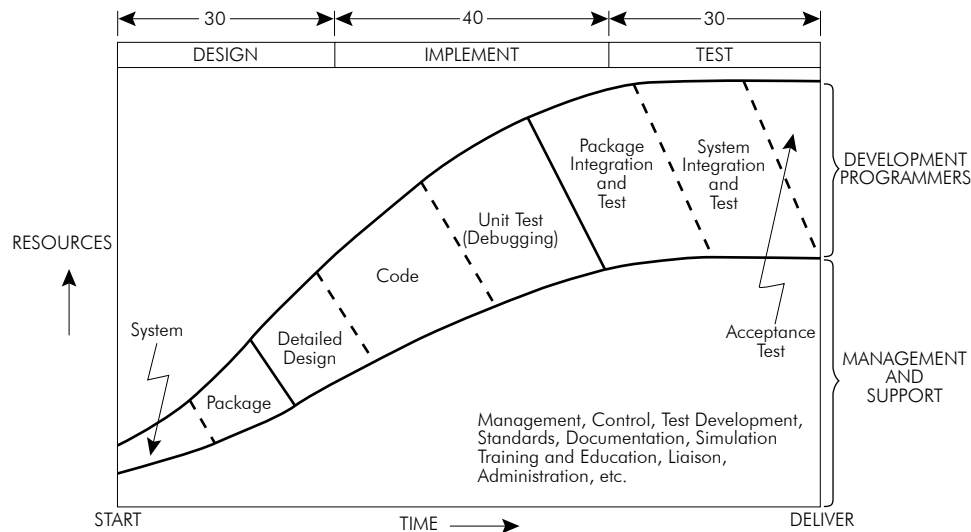 30
40
30
DESIGN
IMPLEMENT
TEST
Package
Integration
and
Test
System
Integration
and
Test
DEVELOPMENT
PROGRAMMERS
Unit Test
(Debugging)
RESOURCES
Code
System
Detailed
Design
Acceptance
Test
MANAGEMENT
AND
SUPPORT
Package
Management, Control, Test Development,
Standards, Documentation, Simulation
Training and Education, Liaison,
Administration, etc.
START
TIME
DELIVER